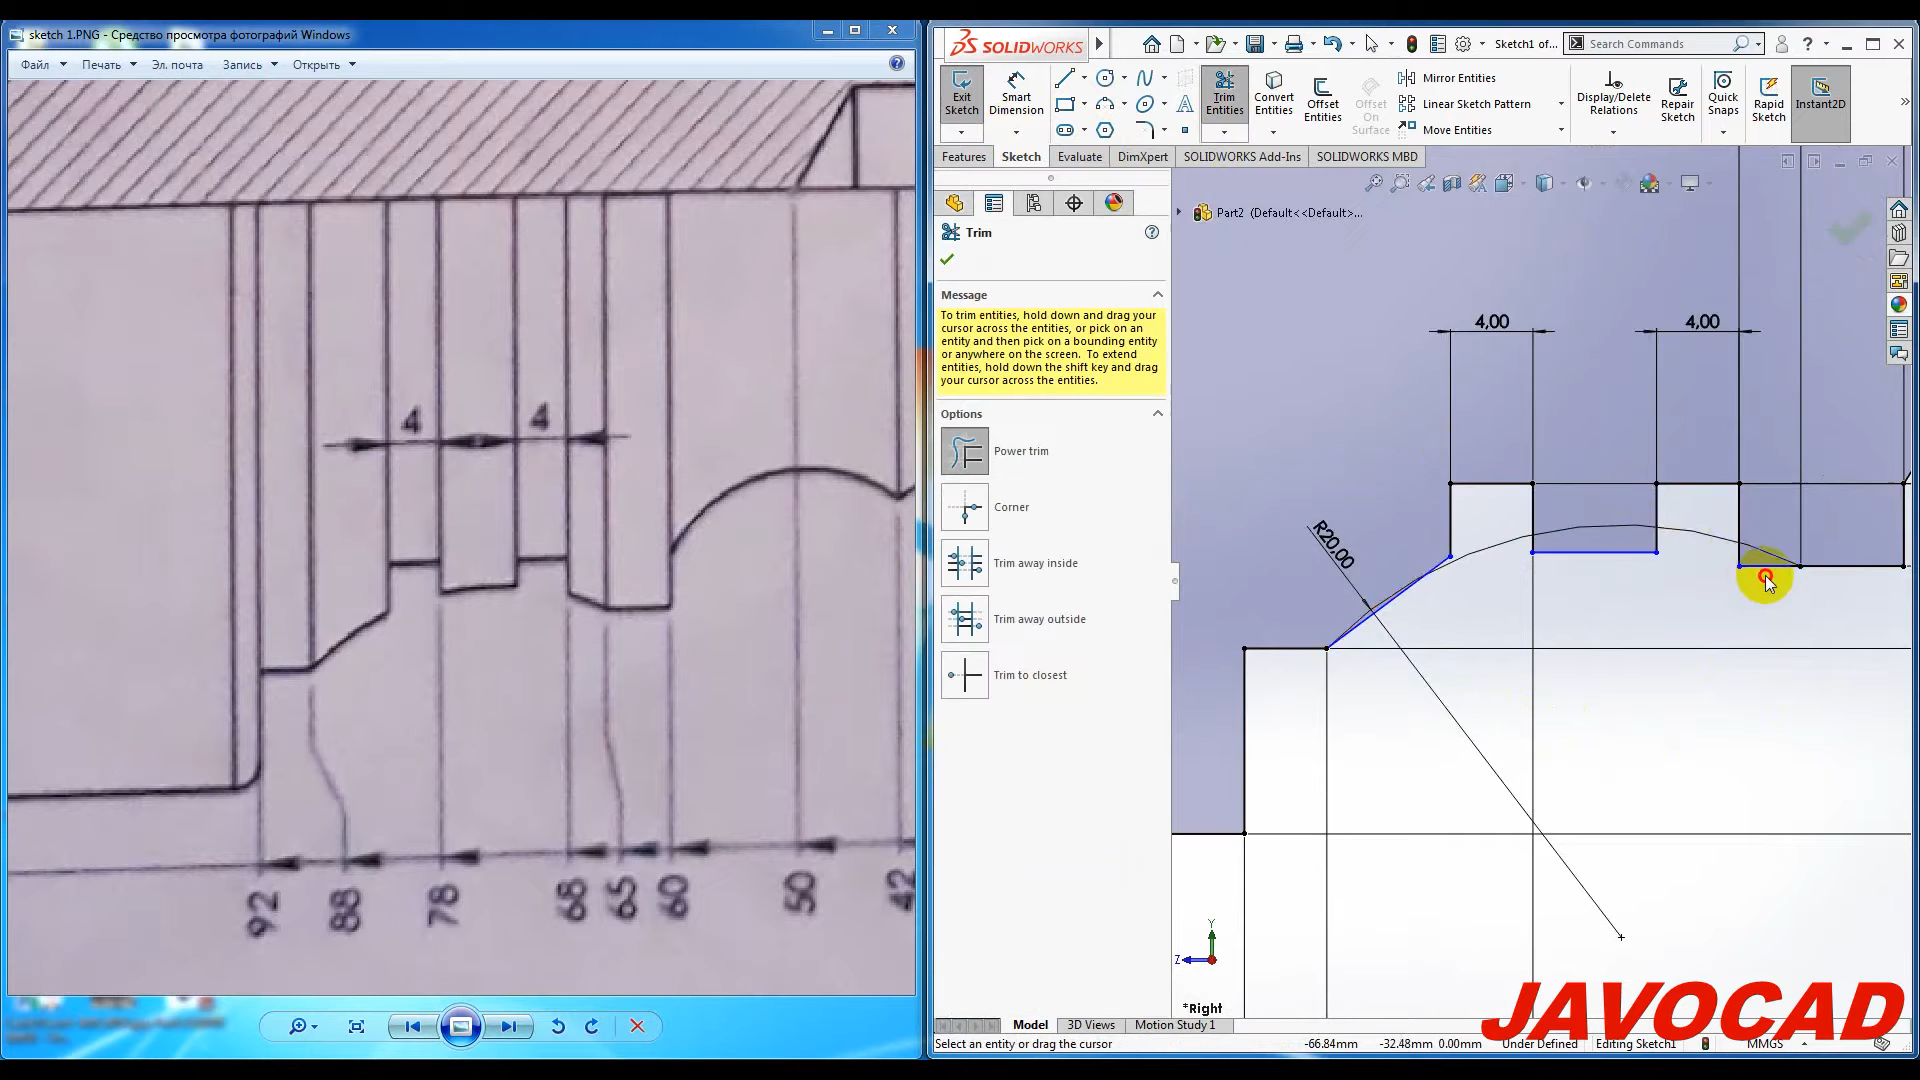 sketch 1.PNG - Средство просмотра фотографий Windows
Файл Печать Эл. почта Запись Открыть
4 4
92 88 78 68 65 60 50 42
SOLIDWORKS Sketch1 of... Search Commands
Exit Sketch
Smart Dimension
Trim Entities
Convert Entities
Offset Entities
Offset On Surface
Mirror Entities
Linear Sketch Pattern
Move Entities
Display/Delete Relations
Repair Sketch
Quick Snaps
Rapid Sketch
Instant2D
Features Sketch Evaluate DimXpert SOLIDWORKS Add-Ins SOLIDWORKS MBD
Part2 (Default<<Default>...
Trim
Message
To trim entities, hold down and drag your
cursor across the entities, or pick on an
entity and then pick on a bounding entity
or anywhere on the screen. To extend
entities, hold down the shift key and drag
your cursor across the entities.
Options
Power trim
Corner
Trim away inside
Trim away outside
Trim to closest
4,00 4,00
R20,00
Y
Z
*Right
JAVOCAD
Model 3D Views Motion Study 1
Select an entity or drag the cursor -66.84mm -32.48mm 0.00mm Under Defined Editing Sketch1 MMGS